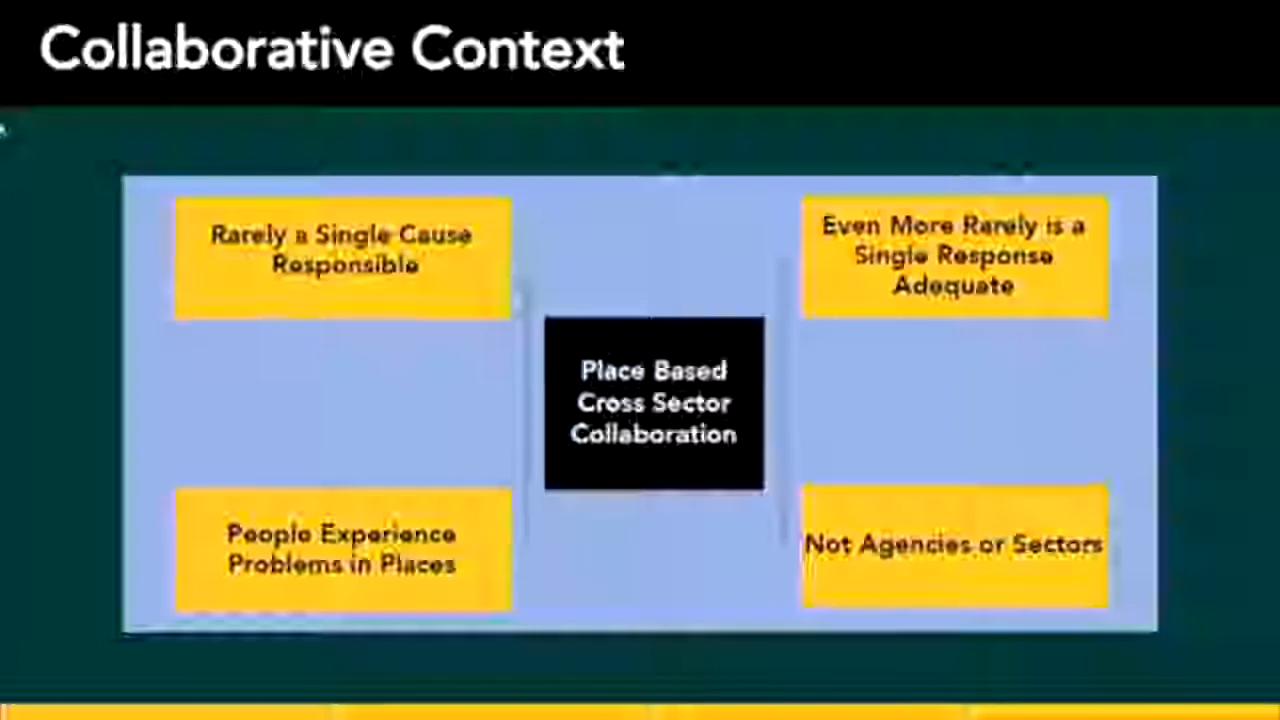 Collaborative Context
Rarely a Single Cause
Responsible
Even More Rarely is a
Single Response
Adequate
Place Based
Cross Sector
Collaboration
People Experience
Problems in Places
Not Agencies or Sectors